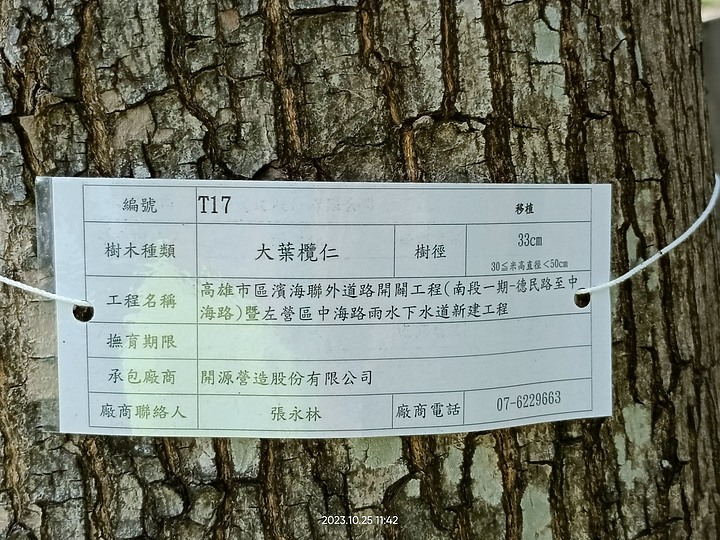 編號 T17 移植
樹木種類 大葉欖仁 樹徑 33cm
30≦米高直徑<50cm
工程名稱 高雄市區濱海聯外道路開闢工程(南段一期-德民路至中
海路)暨左營區中海路雨水下水道新建工程
撫育期限
承包廠商 開源營造股份有限公司
廠商聯絡人 張永林 廠商電話 07-6229663
2023.10.25 11:42